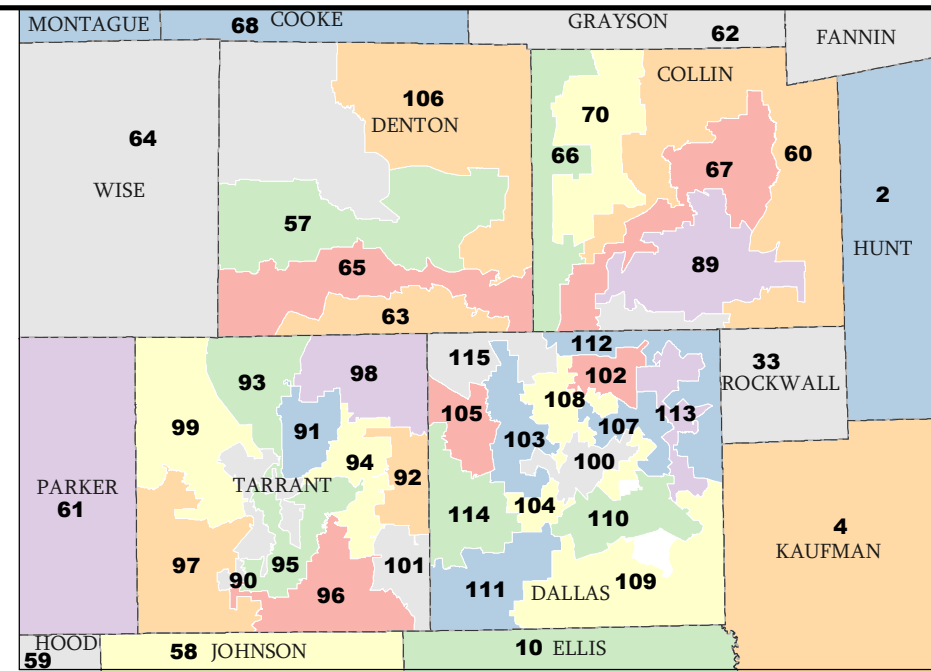 MONTAGUE
68 COOKE
GRAYSON
62
FANNIN
COLLIN
106
DENTON
70
64
66
67
60
WISE
2
57
HUNT
89
65
63
112
115
33
ROCKWALL
98
93
102
105
108
113
99
91
103
107
94
92
100
PARKER
61
TARRANT
104
114
110
4
KAUFMAN
97
95
101
90
96
111
DALLAS
109
HOOD
59
58 JOHNSON
10 ELLIS